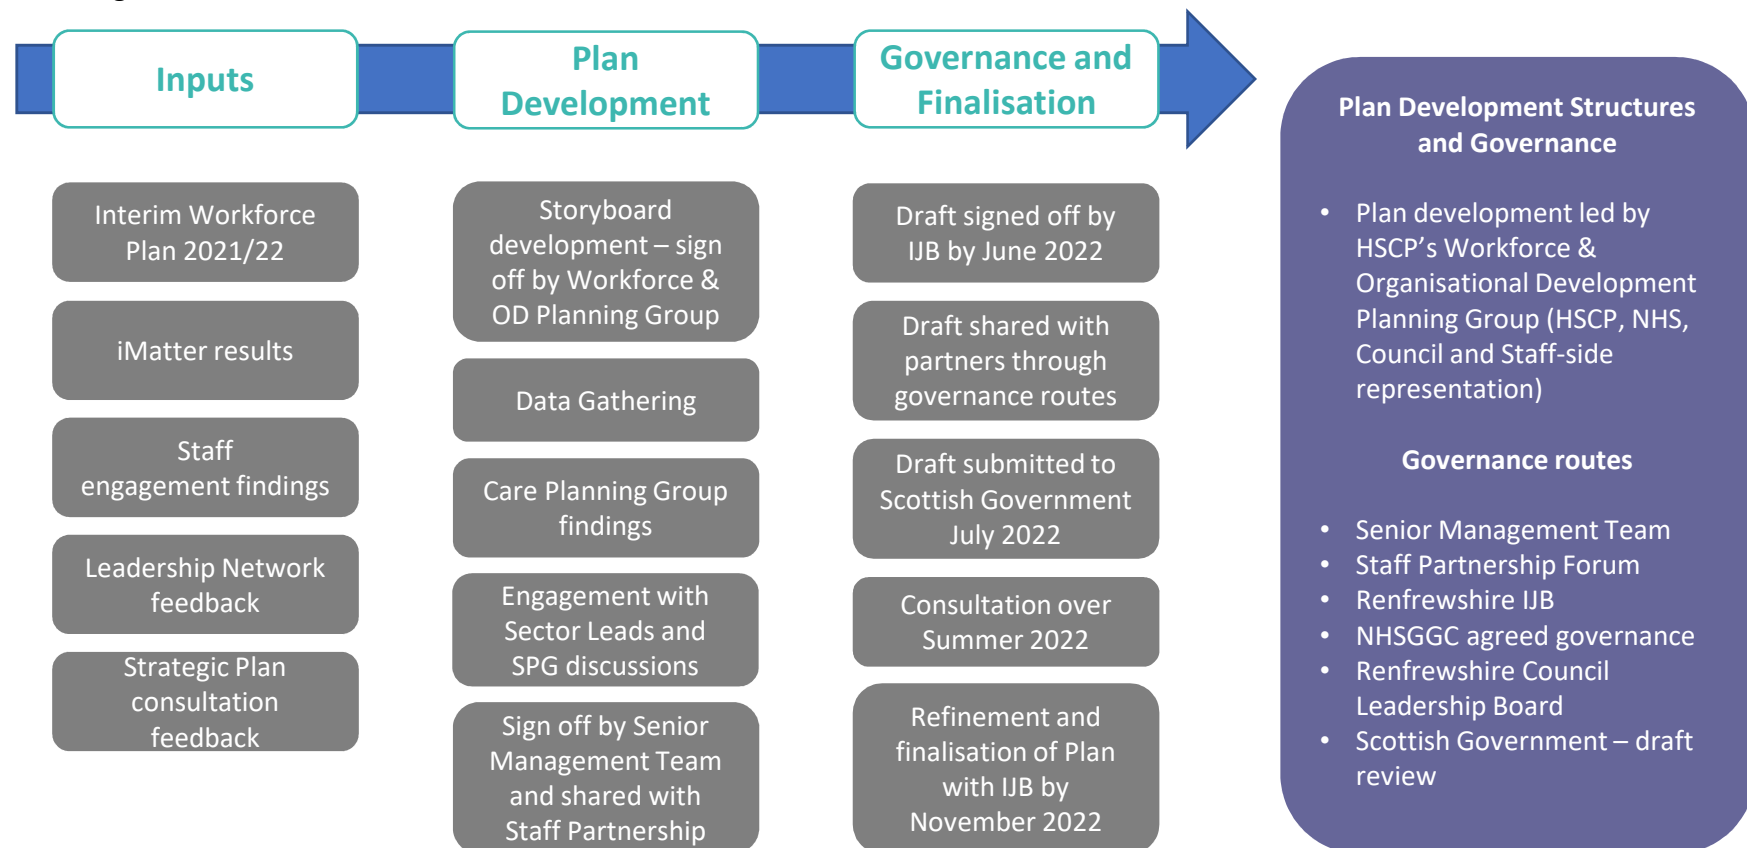 Inputs
Plan
Development
Governance and
Finalisation
Interim Workforce
Plan 2021/22
iMatter results
Staff
engagement findings
Leadership Network
feedback
Strategic Plan
consultation
feedback
Storyboard
development – sign
off by Workforce &
OD Planning Group
Data Gathering
Care Planning Group
findings
Engagement with
Sector Leads and
SPG discussions
Sign off by Senior
Management Team
and shared with
Staff Partnership
Draft signed off by
IJB by June 2022
Draft shared with
partners through
governance routes
Draft submitted to
Scottish Government
July 2022
Consultation over
Summer 2022
Refinement and
finalisation of Plan
with IJB by
November 2022
Plan Development Structures
and Governance
• Plan development led by
HSCP's Workforce &
Organisational Development
Planning Group (HSCP, NHS,
Council and Staff-side
representation)
Governance routes
• Senior Management Team
• Staff Partnership Forum
• Renfrewshire IJB
• NHSGGC agreed governance
• Renfrewshire Council
Leadership Board
• Scottish Government – draft
review